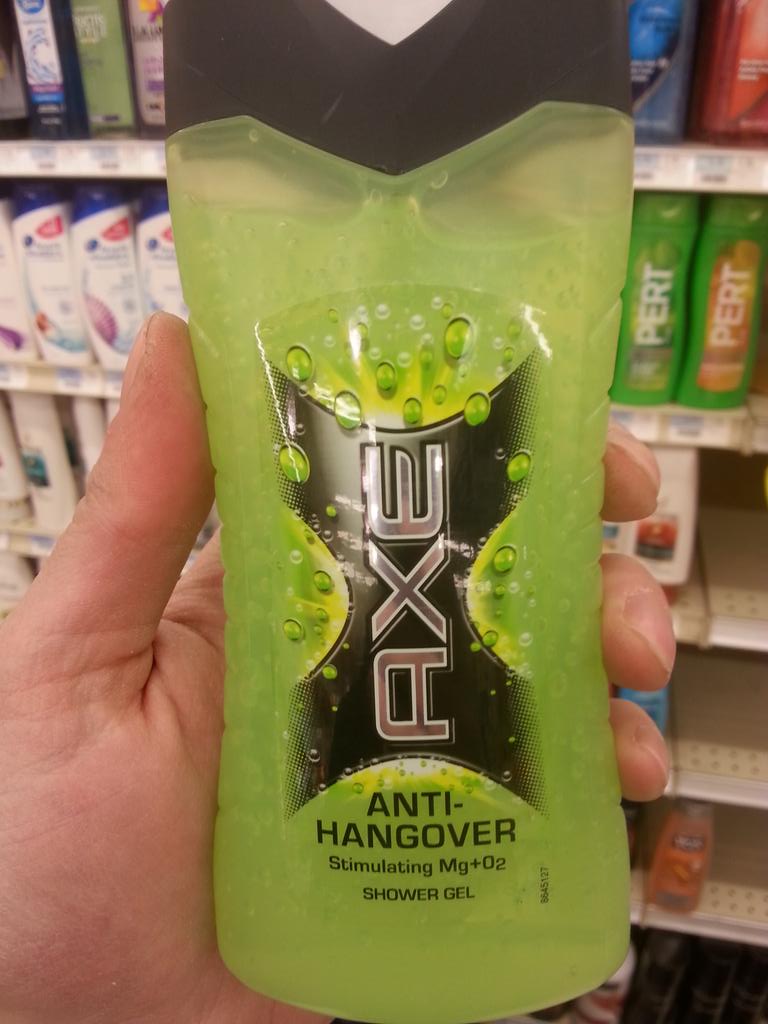 AXE
ANTI-
HANGOVER
Stimulating Mg+O2
SHOWER GEL
8645127
PERT
PERT